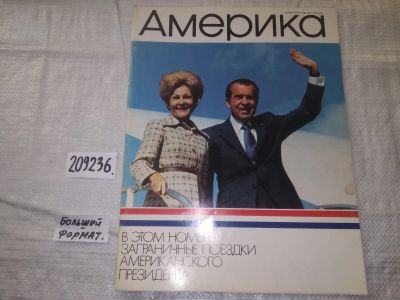 Америка
209236.
большой
формат.
В ЭТОМ НОМЕРЕ
ЗАГРАНИЧНЫЕ ПОЕЗДКИ
АМЕРИКАНСКОГО
ПРЕЗИДЕНТА